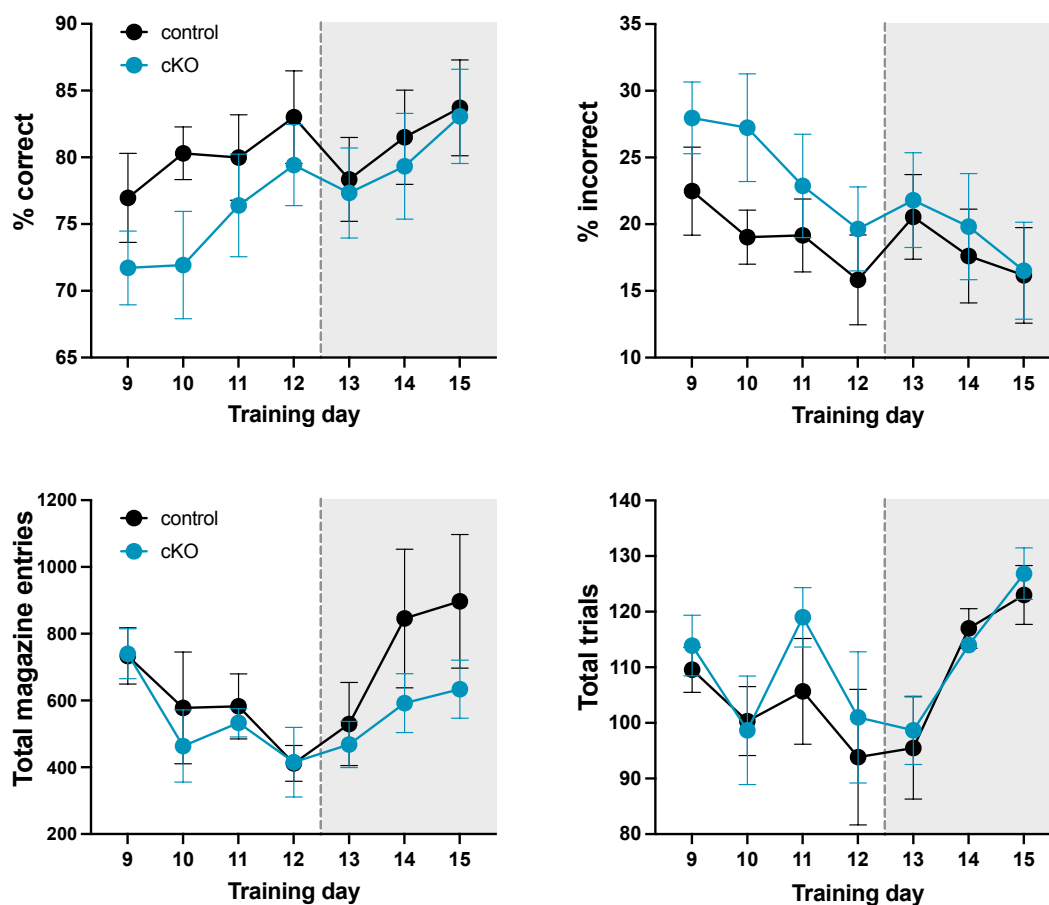 % correct
90
85
80
75
70
65
control
cKO
9 10 11 12 13 14 15
Training day
% incorrect
35
30
25
20
15
10
9 10 11 12 13 14 15
Training day
Total magazine entries
1200
1000
800
600
400
200
control
cKO
9 10 11 12 13 14 15
Training day
Total trials
140
130
120
110
100
90
80
9 10 11 12 13 14 15
Training day